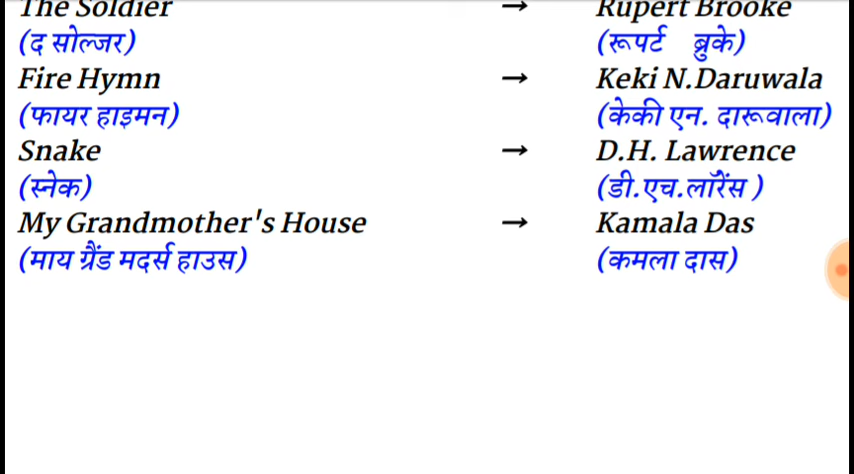 The Soldier → Rupert Brooke
(द सोल्जर) (रूपर्ट ब्रुके)
Fire Hymn → Keki N.Daruwala
(फायर हाइमन) (केकी एन. दारूवाला)
Snake → D.H. Lawrence
(स्नेक) (डी.एच.लॉरेंस )
My Grandmother's House → Kamala Das
(माय ग्रैंड मदर्स हाउस) (कमला दास)